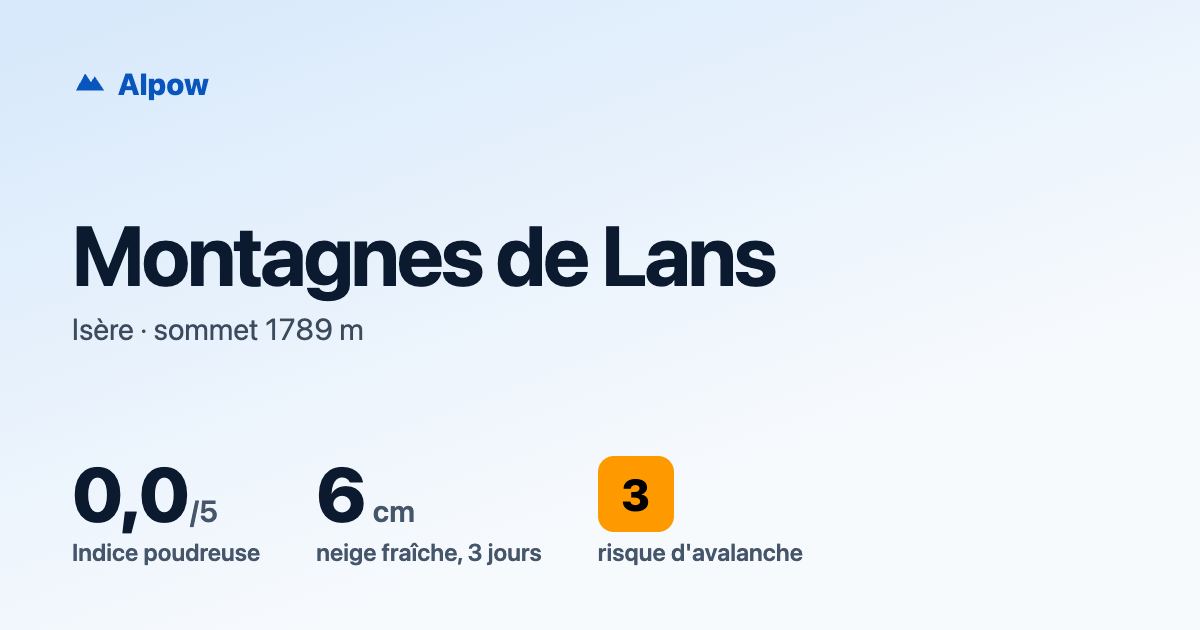 Alpow
Montagnes de Lans
Isère · sommet 1789 m
0,0/5
Indice poudreuse
6 cm
neige fraîche, 3 jours
3
risque d'avalanche